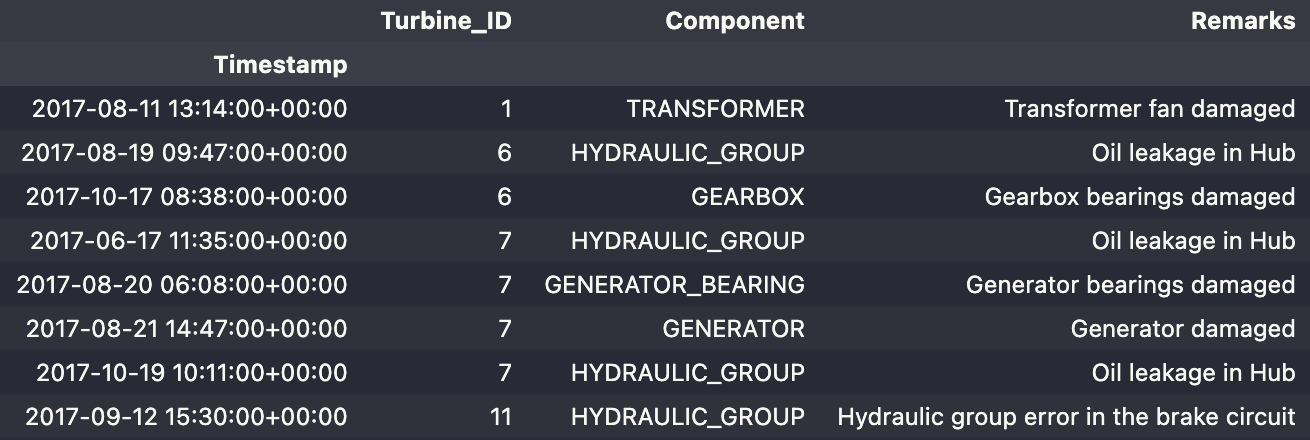 Turbine_ID Component Remarks
Timestamp
2017-08-11 13:14:00+00:00 1 TRANSFORMER Transformer fan damaged
2017-08-19 09:47:00+00:00 6 HYDRAULIC_GROUP Oil leakage in Hub
2017-10-17 08:38:00+00:00 6 GEARBOX Gearbox bearings damaged
2017-06-17 11:35:00+00:00 7 HYDRAULIC_GROUP Oil leakage in Hub
2017-08-20 06:08:00+00:00 7 GENERATOR_BEARING Generator bearings damaged
2017-08-21 14:47:00+00:00 7 GENERATOR Generator damaged
2017-10-19 10:11:00+00:00 7 HYDRAULIC_GROUP Oil leakage in Hub
2017-09-12 15:30:00+00:00 11 HYDRAULIC_GROUP Hydraulic group error in the brake circuit